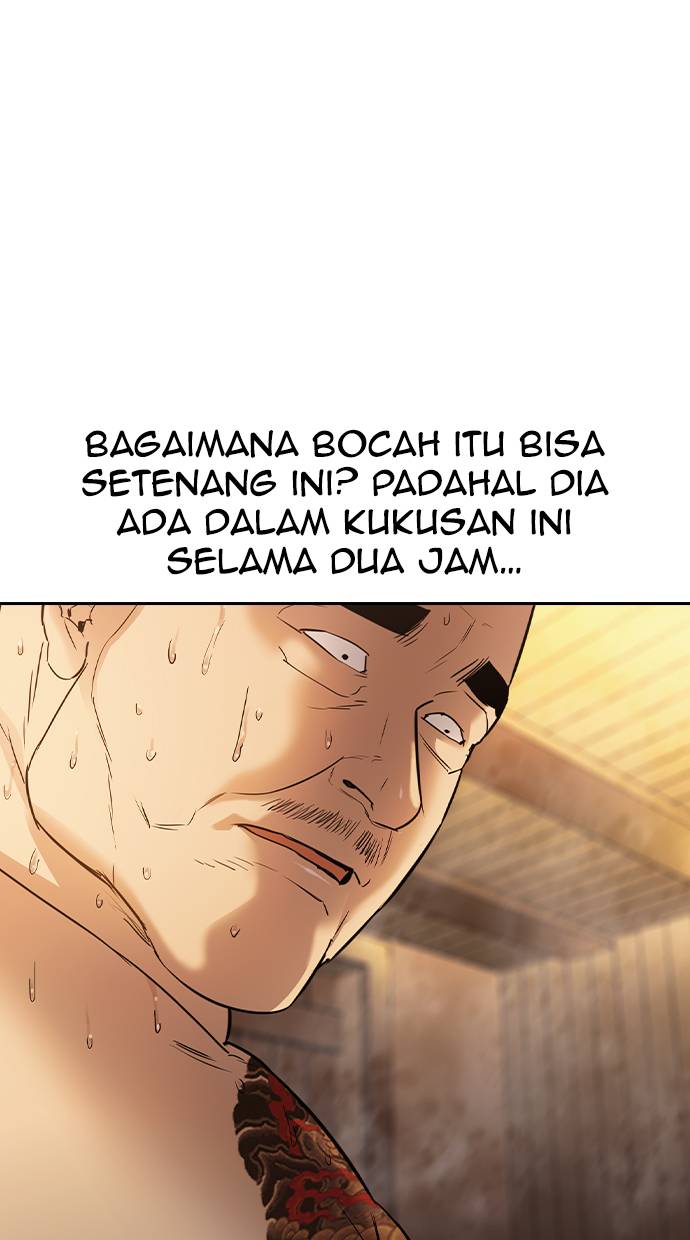 BAGAIMANA BOCAH ITU BISA
SETENANG INI? PADAHAL DIA
ADA DALAM KUKUSAN INI
SELAMA DUA JAM...